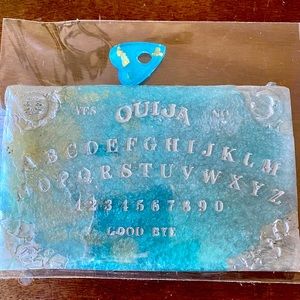 YES OUIJA NO
ABCDEFGHIJKLM
NOPQRSTUVWXYZ
1234567890
GOOD BYE